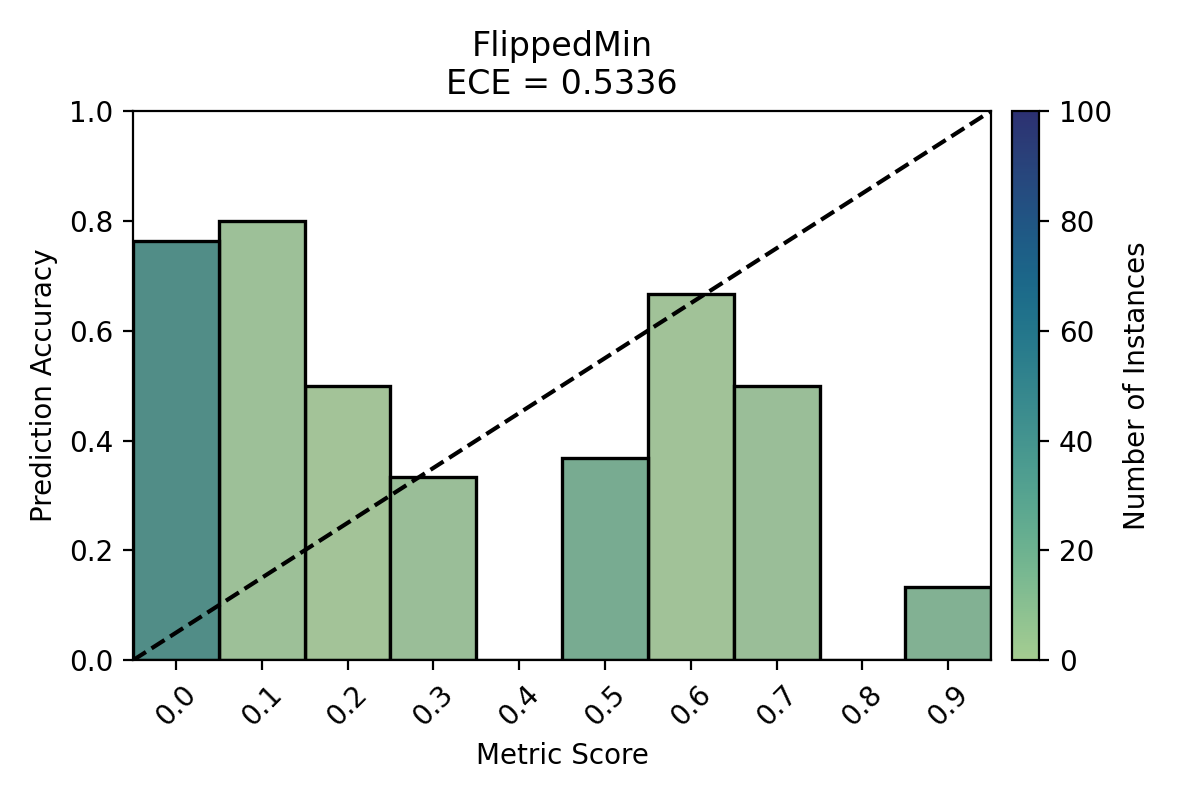 FlippedMin
ECE = 0.5336
1.0
0.8
0.6
0.4
0.2
0.0
Prediction Accuracy
0.0 0.1 0.2 0.3 0.4 0.5 0.6 0.7 0.8 0.9
Metric Score
100
80
60
40
20
0
Number of Instances